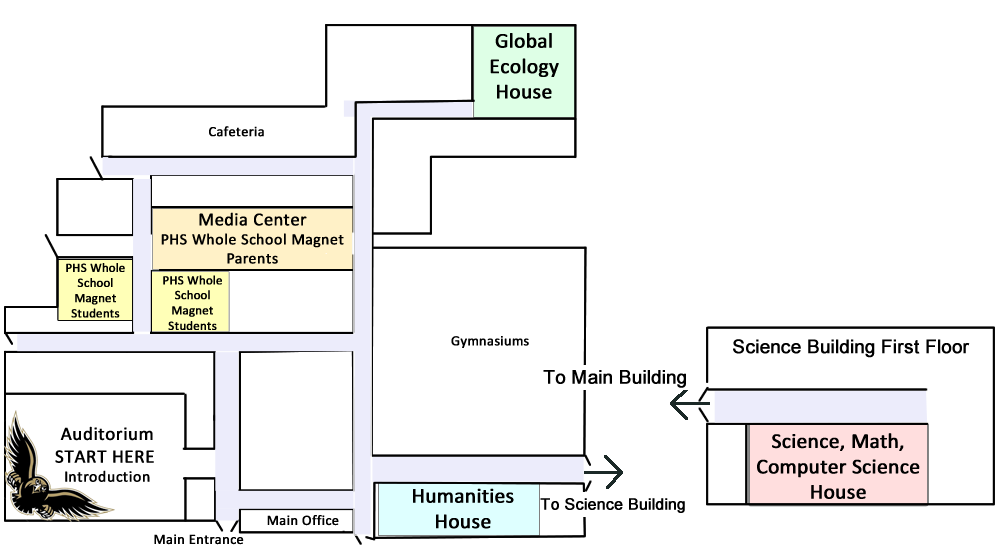 Global
Ecology
House
Cafeteria
Media Center
PHS Whole School Magnet
Parents
PHS Whole
School
Magnet
Students
PHS Whole
School
Magnet
Students
Gymnasiums
Science Building First Floor
To Main Building
Auditorium
START HERE
Introduction
Science, Math,
Computer Science
House
Humanities
House
To Science Building
Main Office
Main Entrance